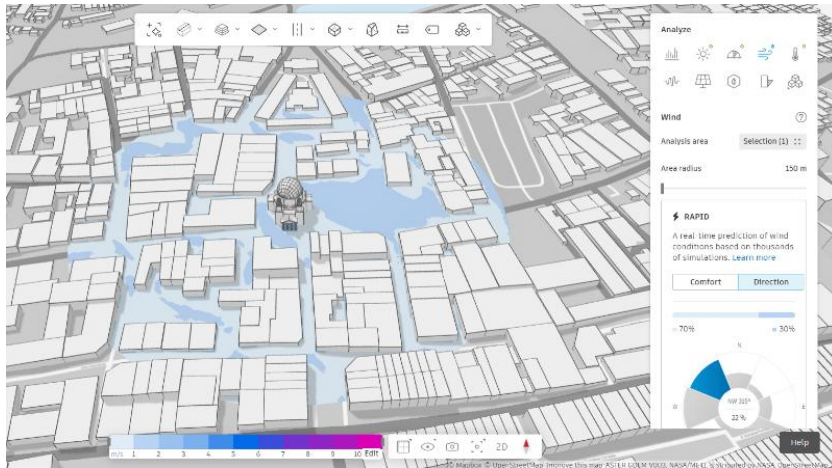 Analyze
Wind
Analysis area Selection (1)
Area radius 150 m
RAPID
A real-time prediction of wind
conditions based on thousands
of simulations. Learn more
Comfort Direction
70% 30%
N
W E
NW 315°
22 %
m/s 1 2 3 4 5 6 7 8 9 10 Edit
2D
Help
© Mapbox © OpenStreetMap Improve this map